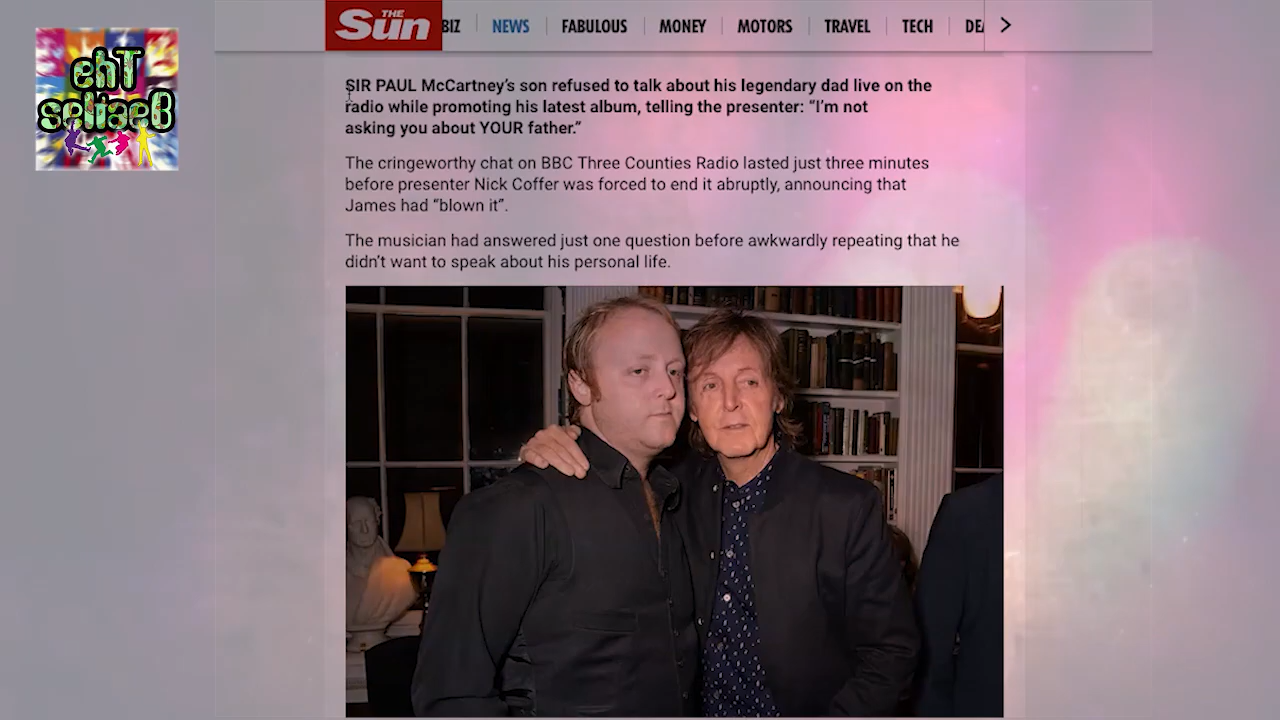 ehT
seltaeB
THE
Sun
BIZ
NEWS
FABULOUS
MONEY
MOTORS
TRAVEL
TECH
DEA
SIR PAUL McCartney’s son refused to talk about his legendary dad live on the
radio while promoting his latest album, telling the presenter: “I’m not
asking you about YOUR father.”
The cringeworthy chat on BBC Three Counties Radio lasted just three minutes
before presenter Nick Coffer was forced to end it abruptly, announcing that
James had “blown it”.
The musician had answered just one question before awkwardly repeating that he
didn’t want to speak about his personal life.